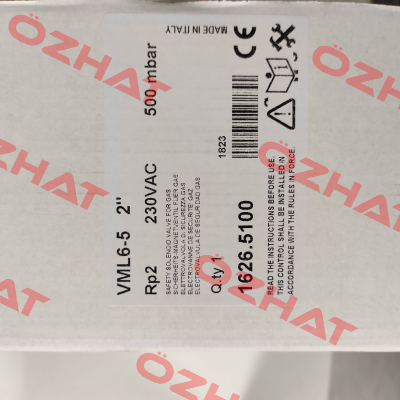 VML6-5 2"
Rp2 230VAC 500 mbar
SAFETY SOLENOID VALVE FOR GAS
SICHERHEITS-MAGNETVENTIL FUER GAS
ELETTROVALVOLA DI SICUREZZA GAS
ELECTROVANNE DE SECURITE' GAZ
ELECTROVALVULA DE SEGURIDAD GAS
Q.ty 1
1823
MADE IN ITALY
CE
1626.5100
READ THE INSTRUCTIONS BEFORE USE.
THIS CONTROL SHALL BE INSTALLED IN
ACCORDANCE WITH THE RULES IN FORCE.
ÖZHAT
ÖZHAT
ÖZHAT
ÖZHAT
ÖZHAT
ÖZHAT
ÖZHAT